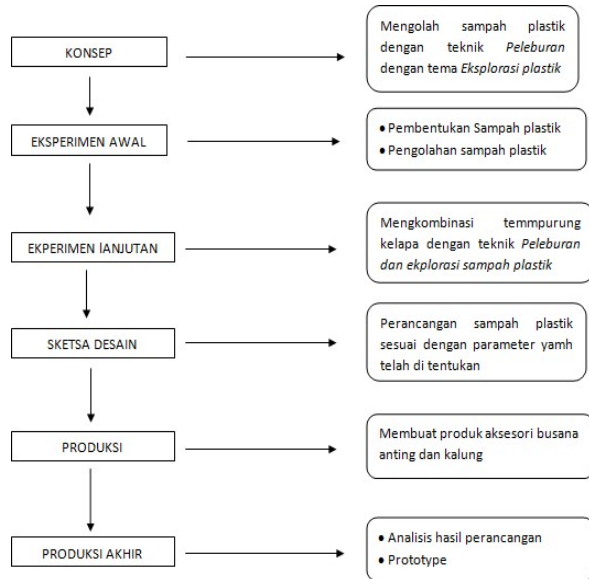 KONSEP
Mengolah sampah plastik
dengan teknik Peleburan
dengan tema Eksplorasi plastik
EKSPERIMEN AWAL
• Pembentukan Sampah plastik
• Pengolahan sampah plastik
EKPERIMEN lANJUTAN
Mengkombinasi temmpurung
kelapa dengan teknik Peleburan
dan ekplorasi sampah plastik
SKETSA DESAIN
Perancangan sampah plastik
sesuai dengan parameter yamh
telah di tentukan
PRODUKSI
Membuat produk aksesori busana
anting dan kalung
PRODUKSI AKHIR
• Analisis hasil perancangan
• Prototype